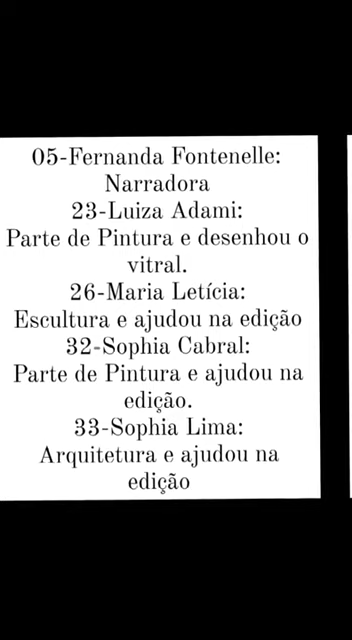 05-Fernanda Fontenelle:
Narradora
23-Luiza Adami:
Parte de Pintura e desenhou o
vitral.
26-Maria Letícia:
Escultura e ajudou na edição
32-Sophia Cabral:
Parte de Pintura e ajudou na
edição.
33-Sophia Lima:
Arquitetura e ajudou na
edição